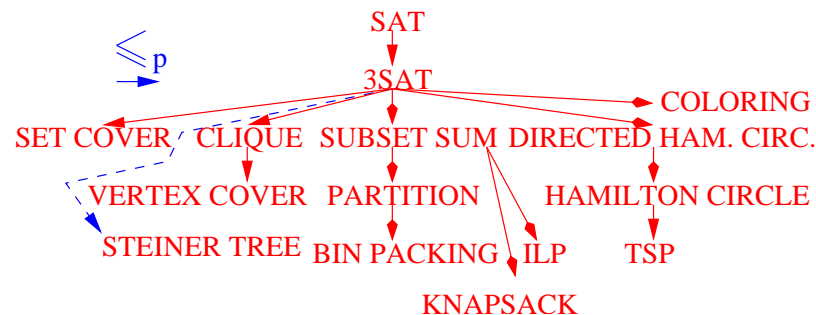 SAT
≤p
3SAT
COLORING
SET COVER CLIQUE SUBSET SUM DIRECTED HAM. CIRC.
VERTEX COVER PARTITION HAMILTON CIRCLE
STEINER TREE BIN PACKING ILP TSP
KNAPSACK